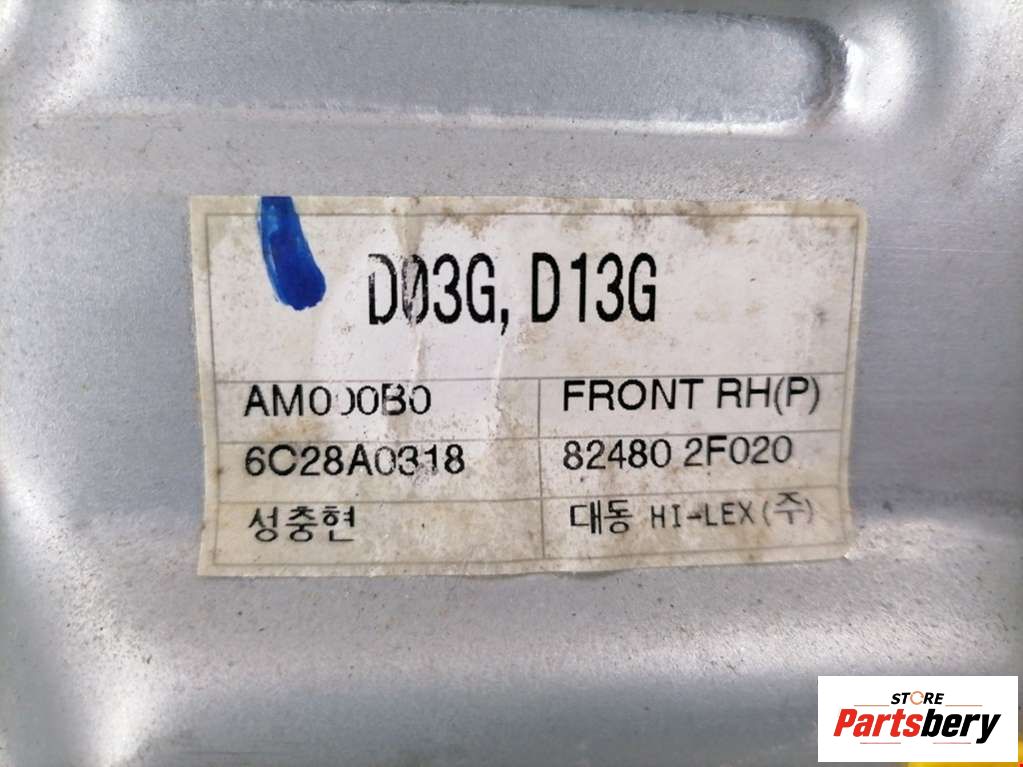 D03G, D13G
AM000B0 FRONT RH(P)
6C28A0318 82480 2F020
성충현 대동 HI-LEX(주)
STORE
Partsbery